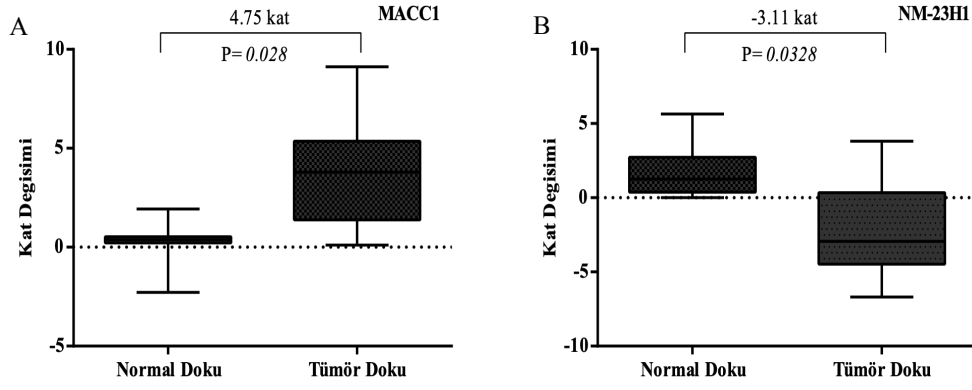 A
4.75 kat
MACC1
P=0.028
10
5
0
-5
Kat Degisimi
Normal Doku
Tümör Doku
B
-3.11 kat
NM-23H1
P=0.0328
10
5
0
-5
-10
Kat Degisimi
Normal Doku
Tümör Doku